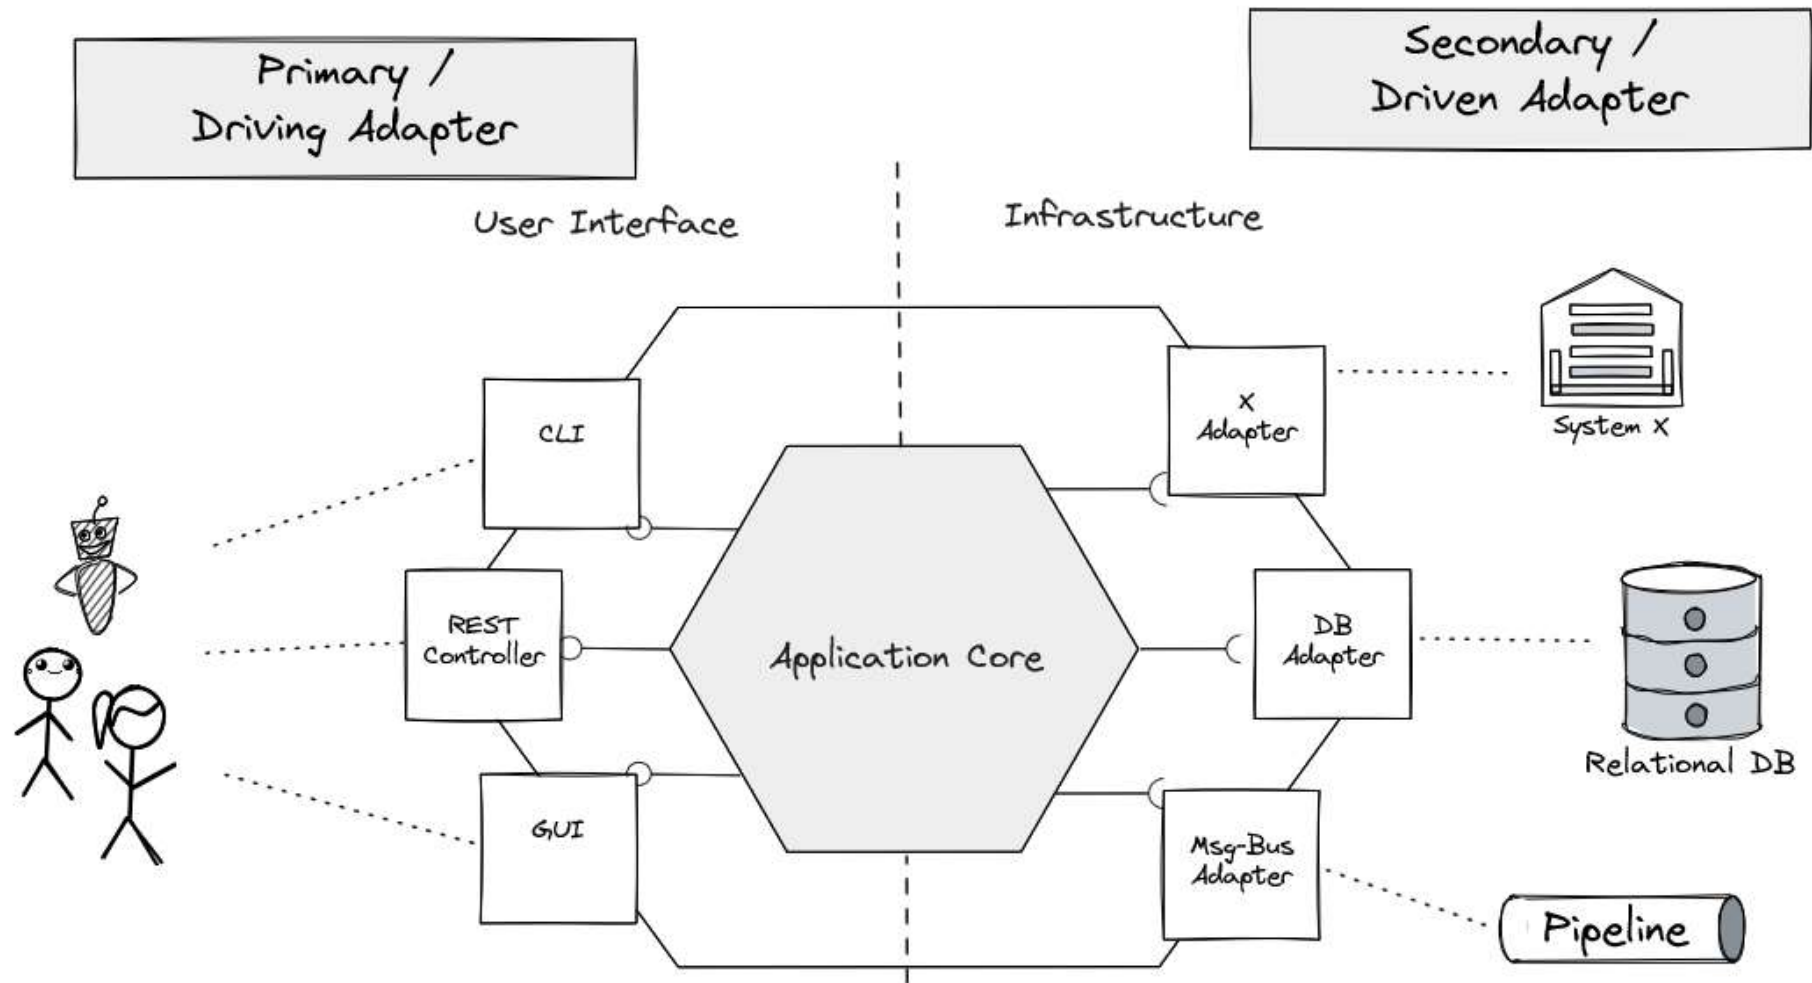 Primary /
Driving Adapter
Secondary /
Driven Adapter
User Interface
Infrastructure
CLI
X
Adapter
System X
REST
Controller
Application Core
DB
Adapter
Relational DB
GUI
Msg-Bus
Adapter
Pipeline